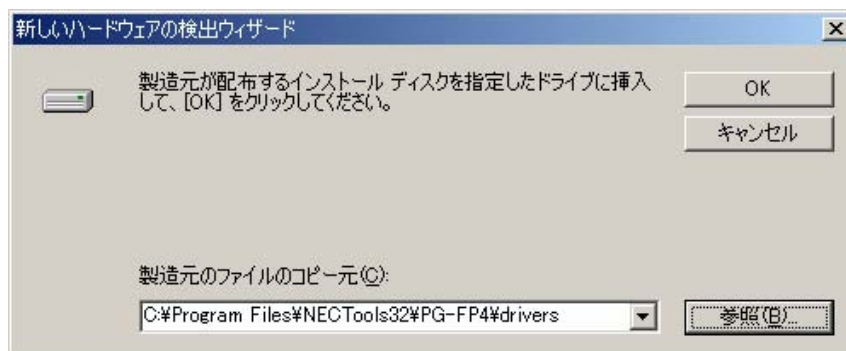 新しいハードウェアの検出ウィザード
製造元が配布するインストール ディスクを指定したドライブに挿入
して、[OK] をクリックしてください。
OK
キャンセル
製造元のファイルのコピー元(C):
C:¥Program Files¥NECTools32¥PG-FP4¥drivers
参照(B)...